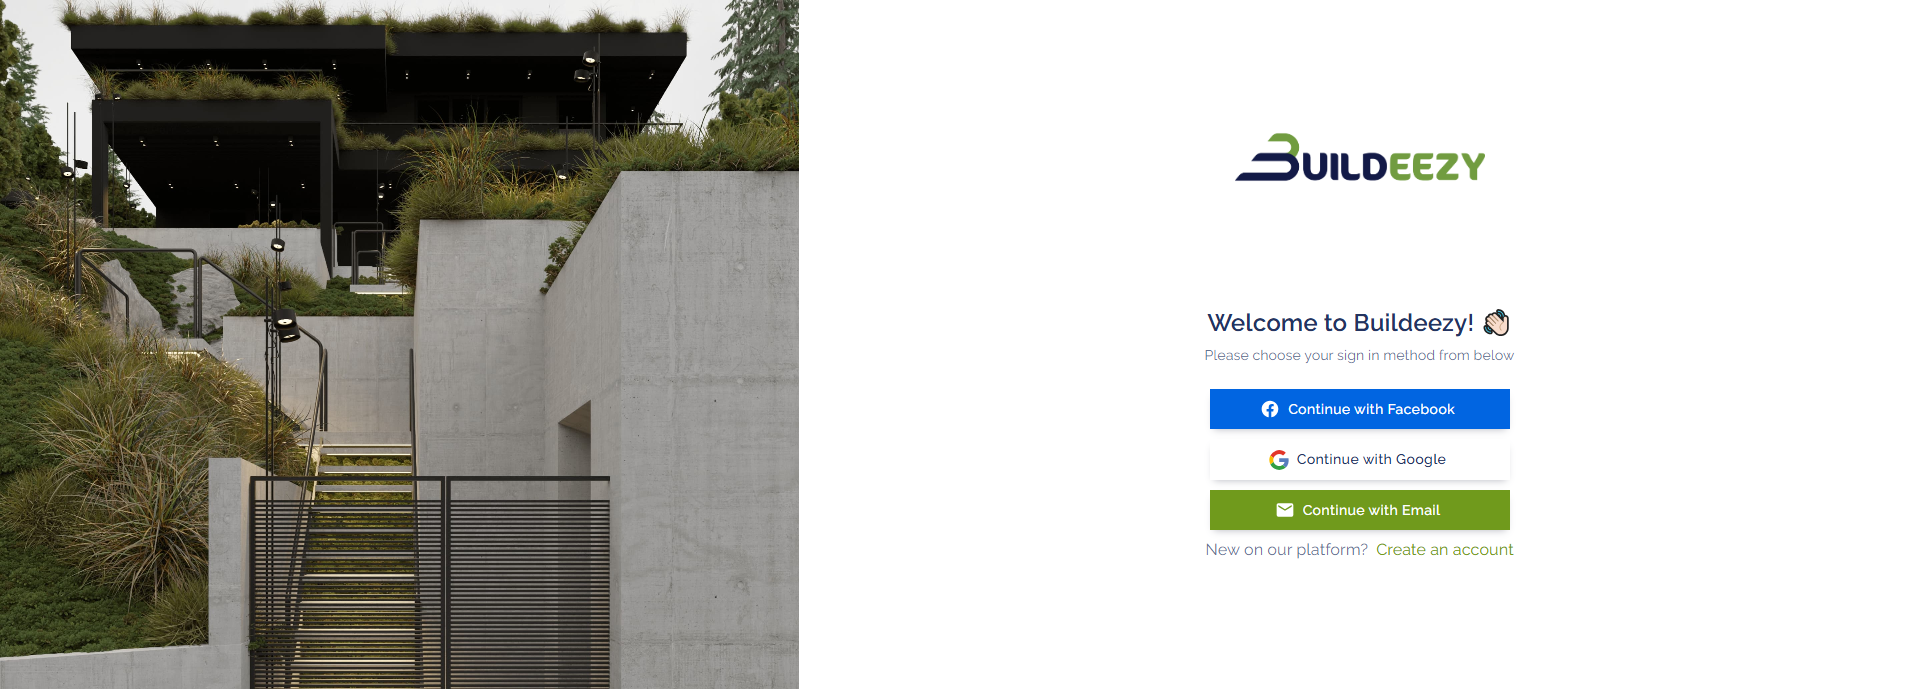 BUILDEEZY
Welcome to Buildeezy! 👋
Please choose your sign in method from below
Continue with Facebook
Continue with Google
Continue with Email
New on our platform? Create an account